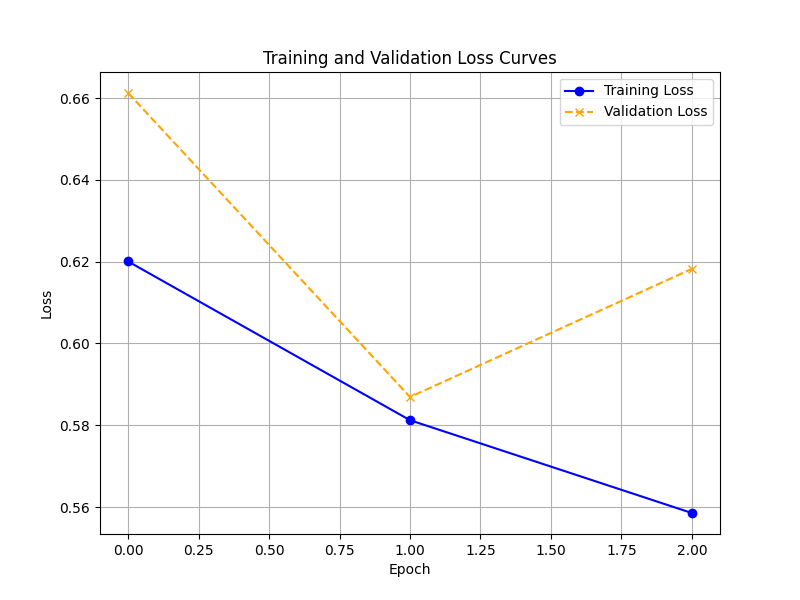 Training and Validation Loss Curves
Training Loss
Validation Loss
0.66
0.64
0.62
0.60
0.58
0.56
Loss
0.00 0.25 0.50 0.75 1.00 1.25 1.50 1.75 2.00
Epoch